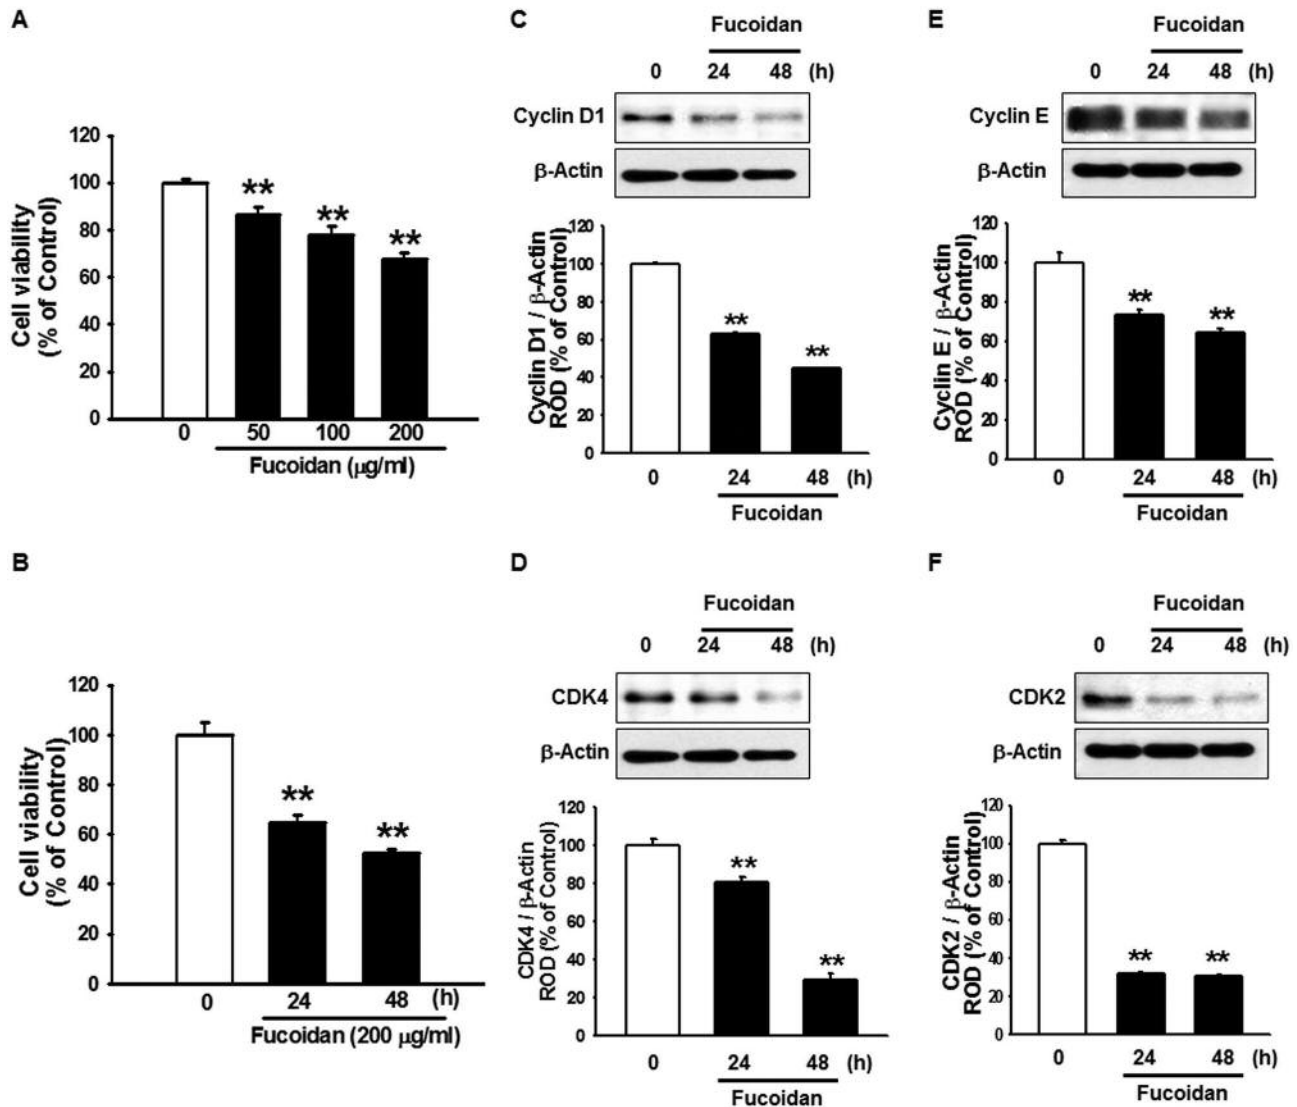 A
120
100
80
60
40
20
0
Cell viability
(% of Control)
** ** **
0 50 100 200
Fucoidan (μg/ml)
B
120
100
80
60
40
20
0
Cell viability
(% of Control)
** **
0 24 48 (h)
Fucoidan (200 μg/ml)
C
Fucoidan
0 24 48 (h)
Cyclin D1
β-Actin
120
100
80
60
40
20
0
Cyclin D1 / β-Actin
ROD (% of Control)
** **
0 24 48 (h)
Fucoidan
D
Fucoidan
0 24 48 (h)
CDK4
β-Actin
120
100
80
60
40
20
0
CDK4 / β-Actin
ROD (% of Control)
** **
0 24 48 (h)
Fucoidan
E
Fucoidan
0 24 48 (h)
Cyclin E
β-Actin
120
100
80
60
40
20
0
Cyclin E / β-Actin
ROD (% of Control)
** **
0 24 48 (h)
Fucoidan
F
Fucoidan
0 24 48 (h)
CDK2
β-Actin
120
100
80
60
40
20
0
CDK2 / β-Actin
ROD (% of Control)
** **
0 24 48 (h)
Fucoidan